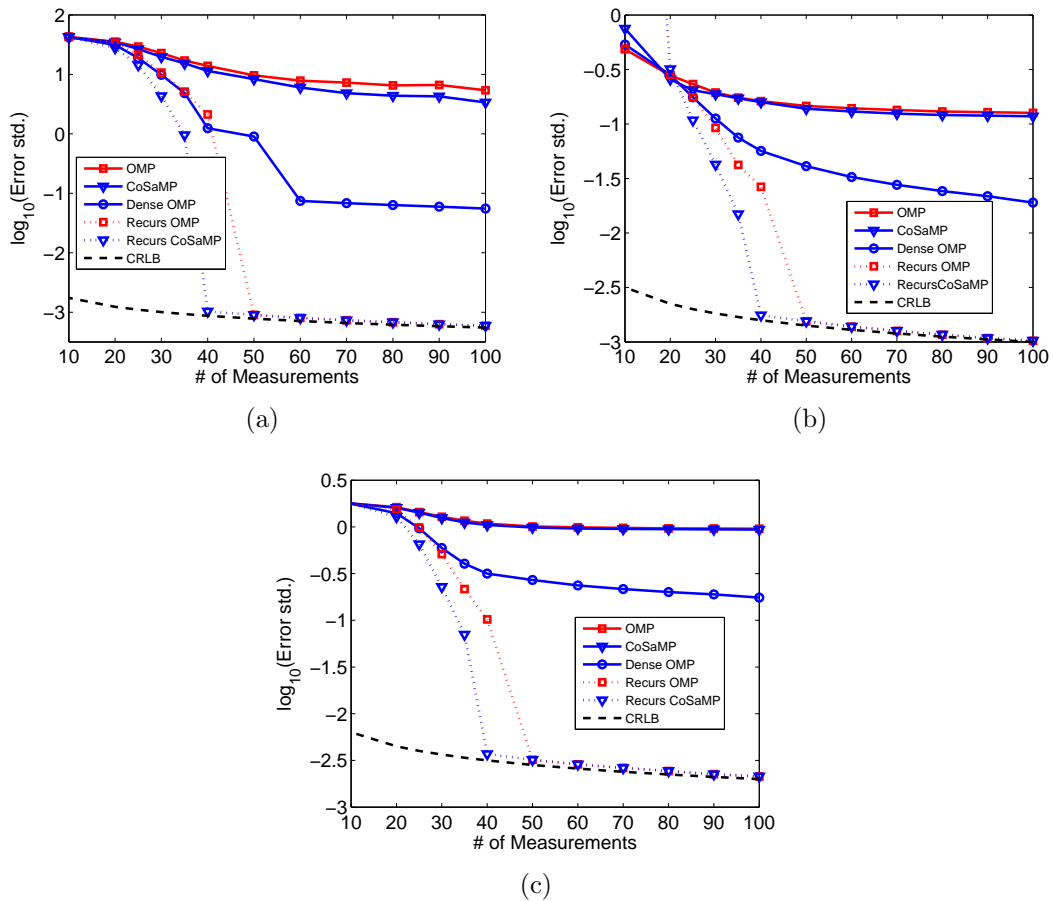 2
1
0
−1
−2
−3
10 20 30 40 50 60 70 80 90 100
log10(Error std.)
# of Measurements
OMP
CoSaMP
Dense OMP
Recurs OMP
Recurs CoSaMP
CRLB
(a)
0
−0.5
−1
−1.5
−2
−2.5
−3
10 20 30 40 50 60 70 80 90 100
log10(Error std.)
# of Measurements
OMP
CoSaMP
Dense OMP
Recurs OMP
RecursCoSaMP
CRLB
(b)
0.5
0
−0.5
−1
−1.5
−2
−2.5
−3
10 20 30 40 50 60 70 80 90 100
log10(Error std.)
# of Measurements
OMP
CoSaMP
Dense OMP
Recurs OMP
Recurs CoSaMP
CRLB
(c)